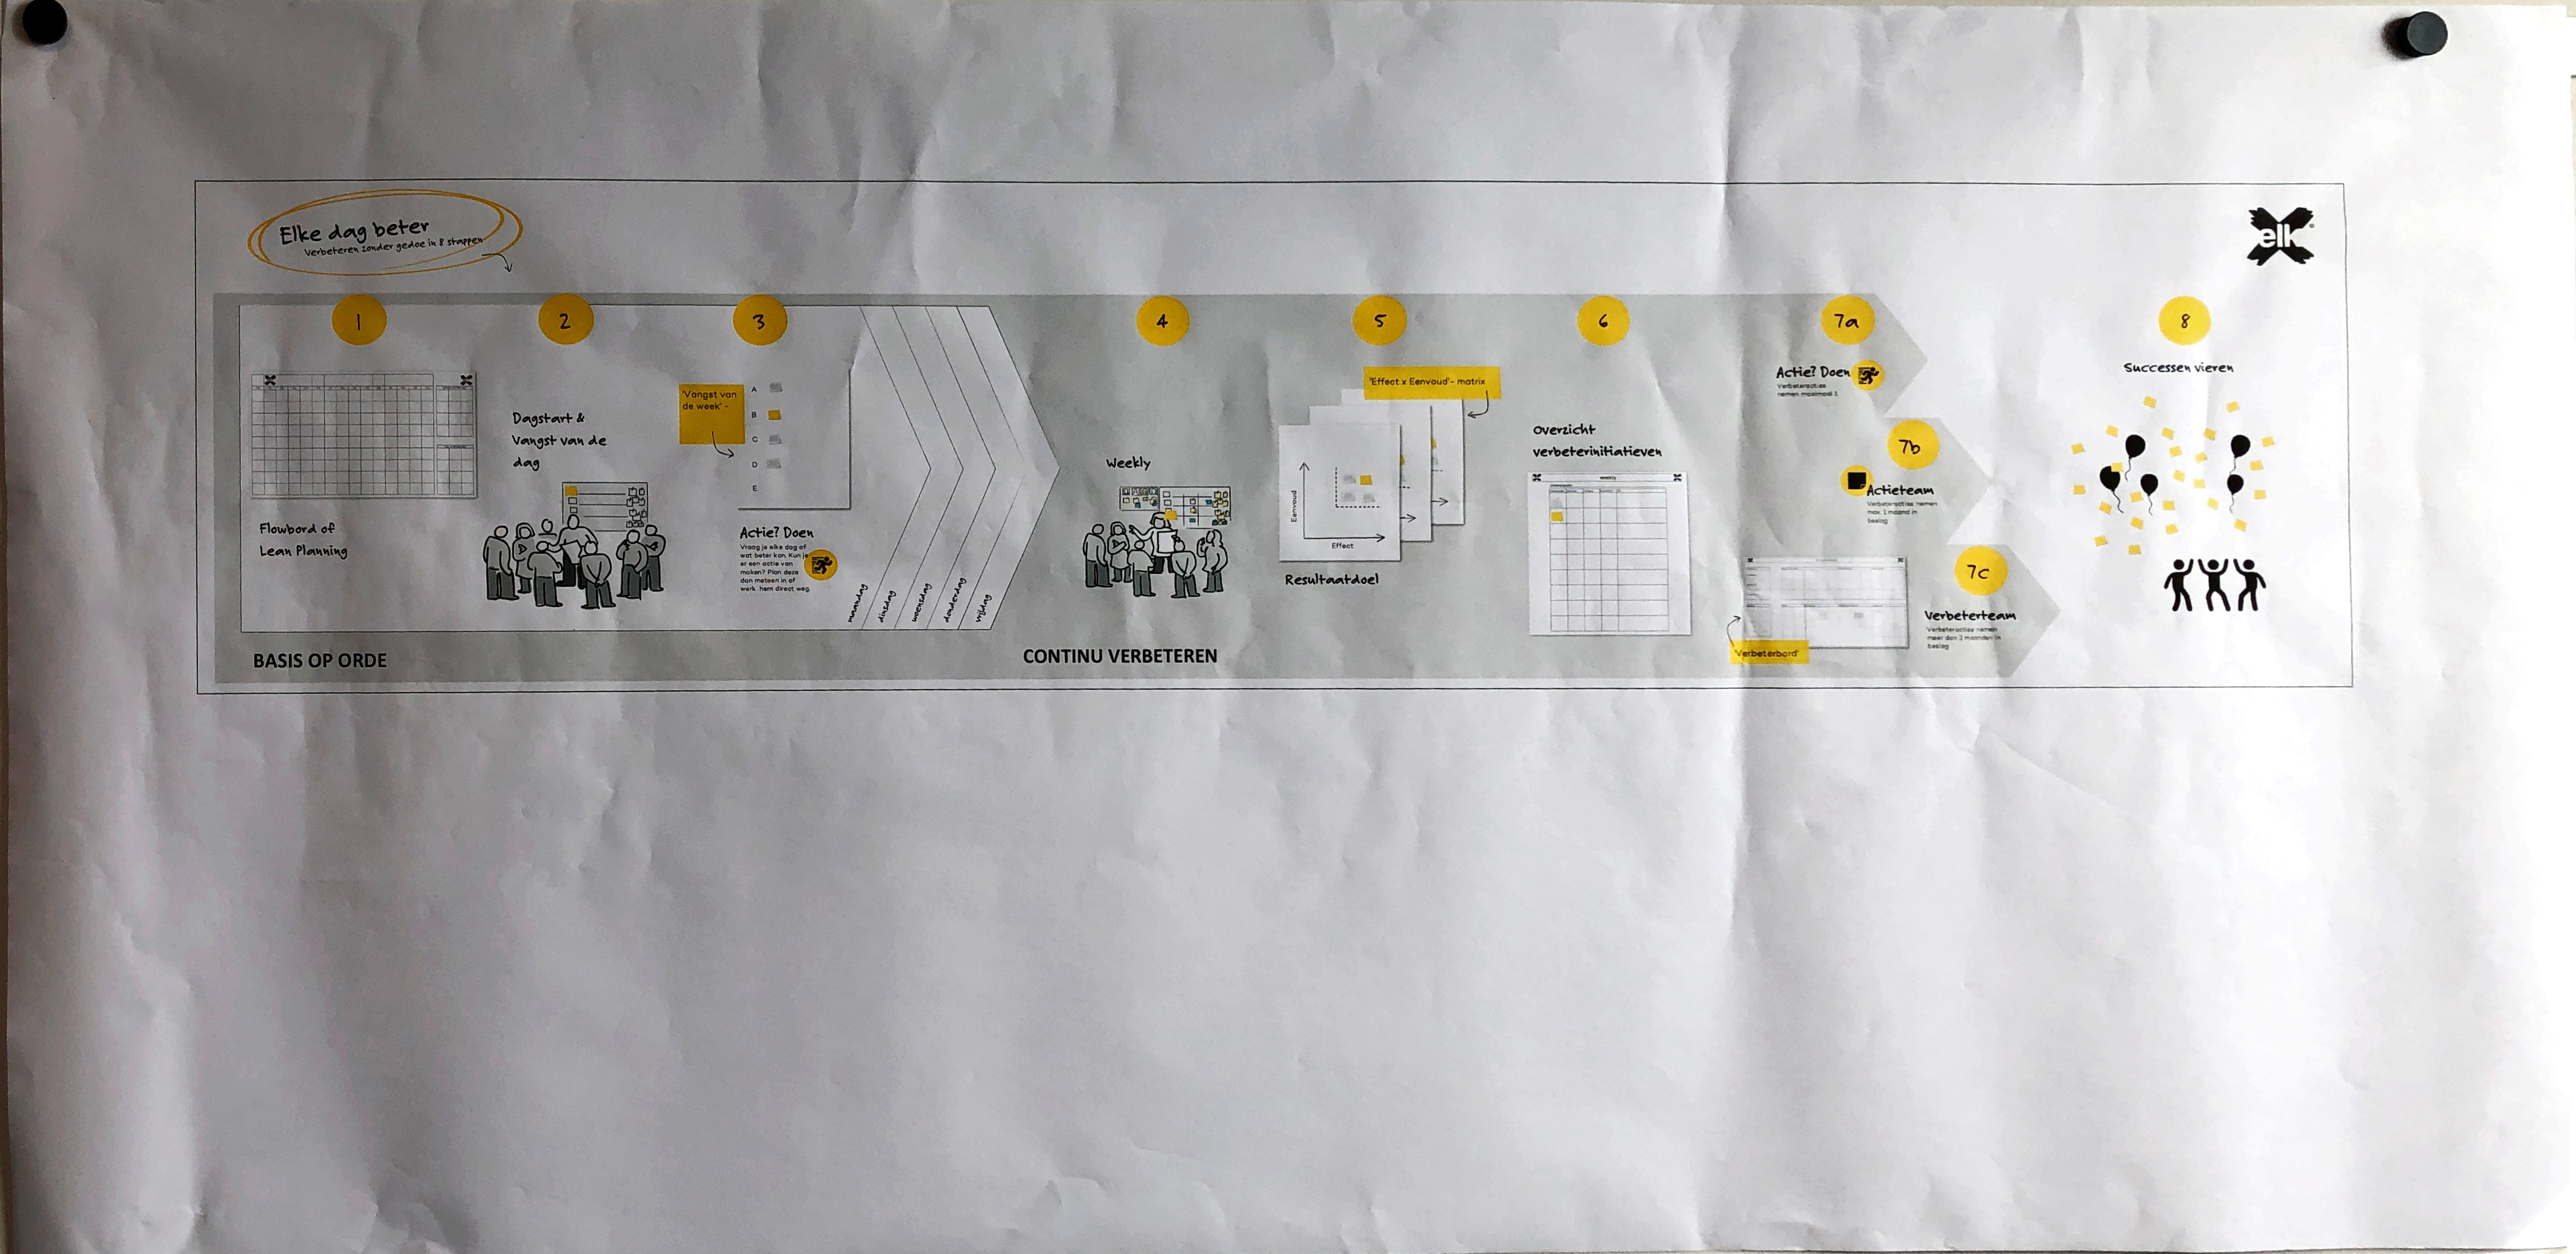 Elke dag beter
Verbeteren zonder gedoe in 8 stappen
elk
1
2
3
4
5
6
7a
7b
7c
8
Flowbord of
Lean Planning
Dagstart &
Vangst van de
dag
'Vangst van
de week' -
A
B
C
D
E
Actie? Doen
Vraag je elke dag af
wat beter kan. Kun je
er een actie van
maken? Plan deze
dan meteen in of
werk hem direct weg.
maandag
dinsdag
woensdag
donderdag
vrijdag
BASIS OP ORDE
Weekly
CONTINU VERBETEREN
'Effect x Eenvoud'- matrix
Eenvoud
Effect
Resultaatdoel
Overzicht
verbeterinitiatieven
weekly
Actie? Doen
Verbeteracties
nemen maximaal 1
Actieteam
Verbeteracties nemen
max. 1 maand in
beslag
Verbeterteam
Verbeteracties nemen
meer dan 3 maanden in
beslag
'Verbeterbord'
Successen vieren